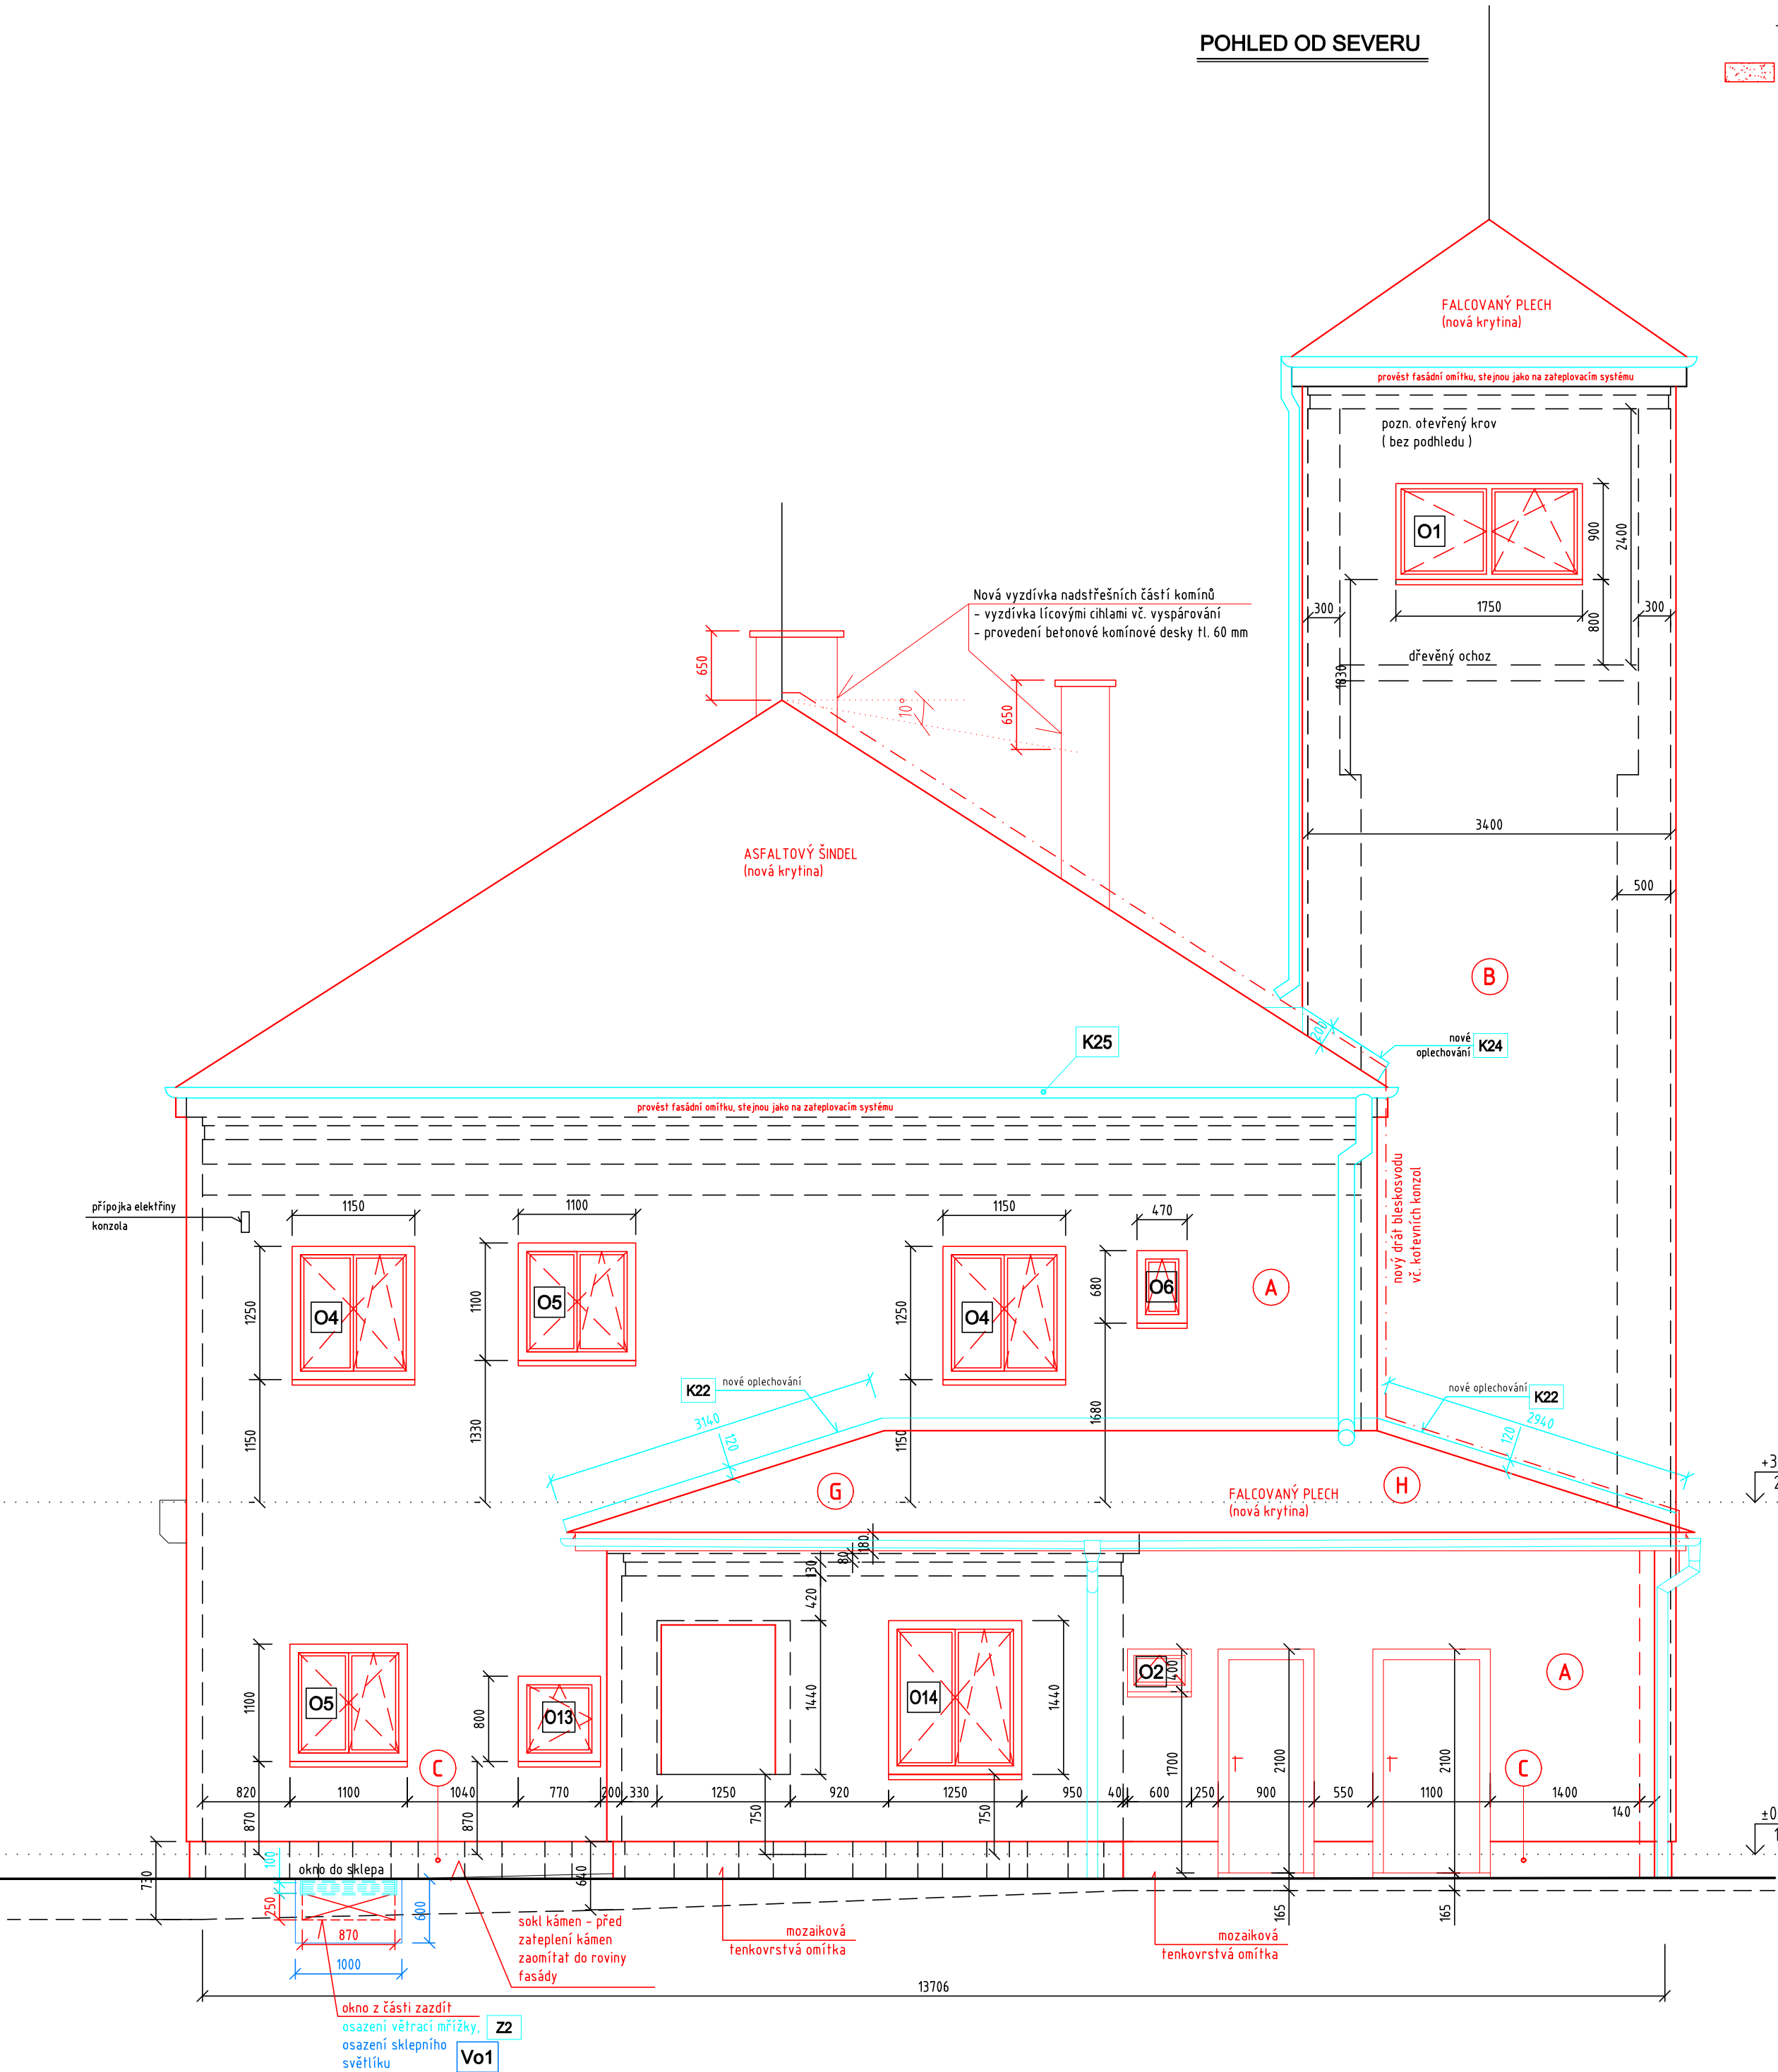 POHLED OD SEVERU
FALCOVANÝ PLECH
(nová krytina)
provést fasádní omítku, stejnou jako na zateplovacím systému
pozn. otevřený krov
( bez podhledu )
O1
900
2400
800
300
1750
300
1830
dřevěný ochoz
Nová vyzdívka nadstřešních částí komínů
- vyzdívka lícovými cihlami vč. vyspárování
- provedení betonové komínové desky tl. 60 mm
650
10°
650
3400
500
ASFALTOVÝ ŠINDEL
(nová krytina)
B
200
nové
oplechování
K24
K25
provést fasádní omítku, stejnou jako na zateplovacím systému
nový drát bleskosvodu
vč. kotevních konzol
přípojka elektřiny
konzola
1150
1100
1150
470
1250
O4
1100
O5
1250
O4
680
O6
A
1150
1330
1150
1680
K22
nové oplechování
3140
120
nové oplechování
K22
2940
120
G
H
FALCOVANÝ PLECH
(nová krytina)
+3
2
180
80
130
420
1440
1440
1100
O5
800
O13
O14
O2
400
1700
2100
2100
A
C
C
820
1100
1040
770
200
330
1250
920
1250
950
40
600
250
900
550
1100
1400
140
870
870
750
750
±0
1
730
100
okno do sklepa
250
600
640
870
1000
165
165
sokl kámen - před
zateplení kámen
zaomítat do roviny
fasády
mozaiková
tenkovrstvá omítka
mozaiková
tenkovrstvá omítka
13706
okno z části zazdít
osazení větrací mřížky,
Z2
osazení sklepního
světlíku
Vo1